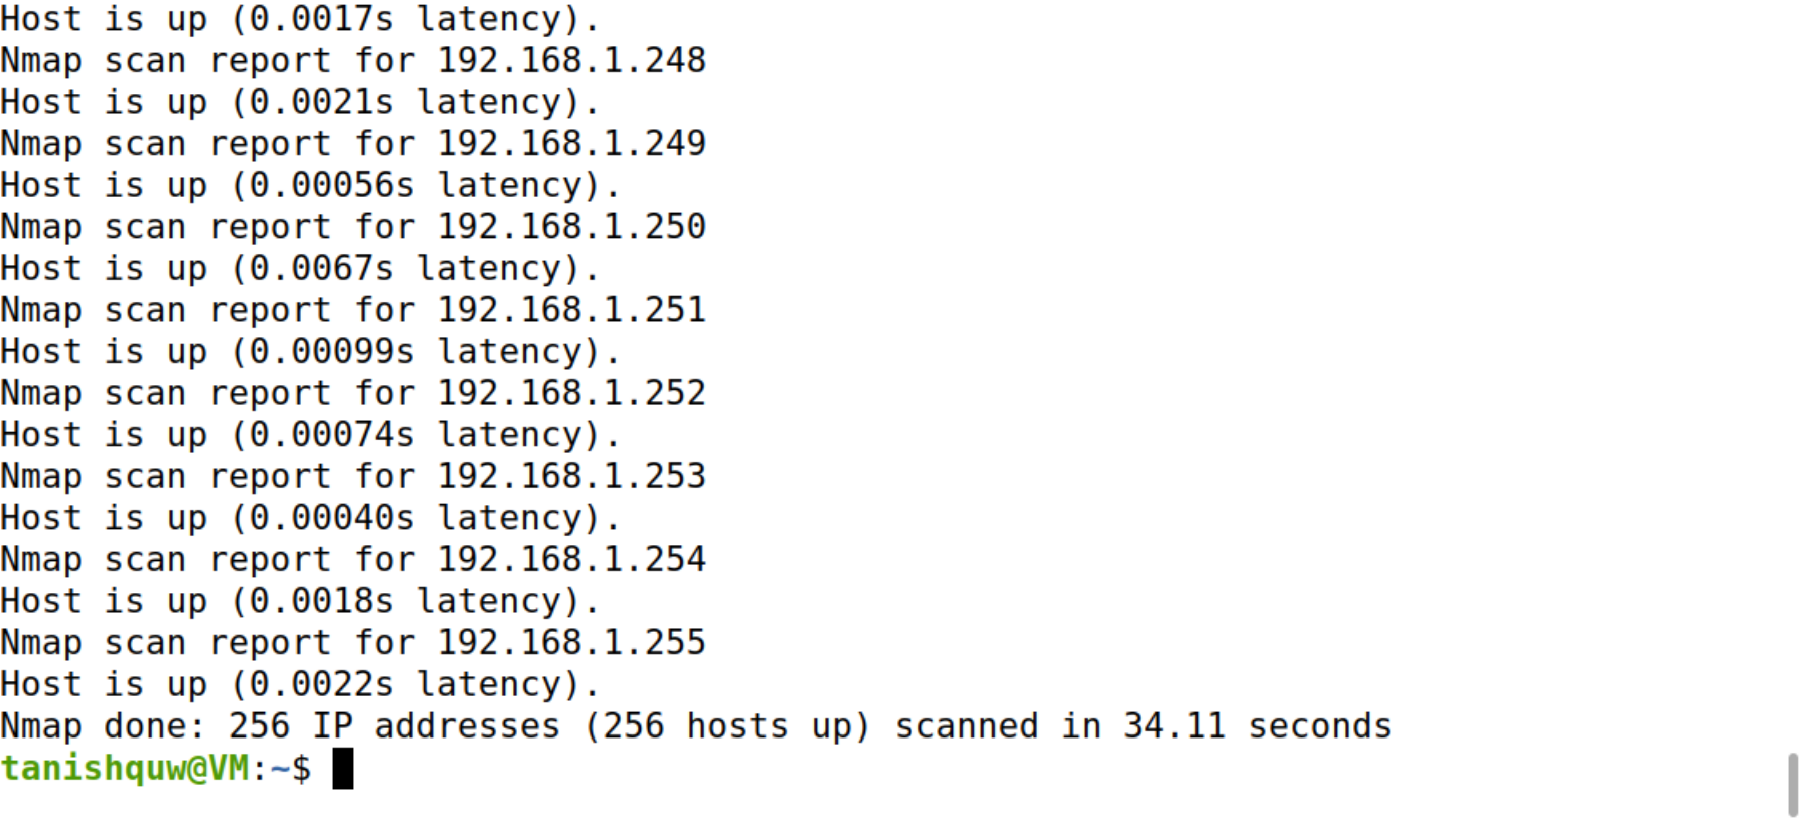 Host is up (0.0017s latency).
Nmap scan report for 192.168.1.248
Host is up (0.0021s latency).
Nmap scan report for 192.168.1.249
Host is up (0.00056s latency).
Nmap scan report for 192.168.1.250
Host is up (0.0067s latency).
Nmap scan report for 192.168.1.251
Host is up (0.00099s latency).
Nmap scan report for 192.168.1.252
Host is up (0.00074s latency).
Nmap scan report for 192.168.1.253
Host is up (0.00040s latency).
Nmap scan report for 192.168.1.254
Host is up (0.0018s latency).
Nmap scan report for 192.168.1.255
Host is up (0.0022s latency).
Nmap done: 256 IP addresses (256 hosts up) scanned in 34.11 seconds
tanishquw@VM:~$